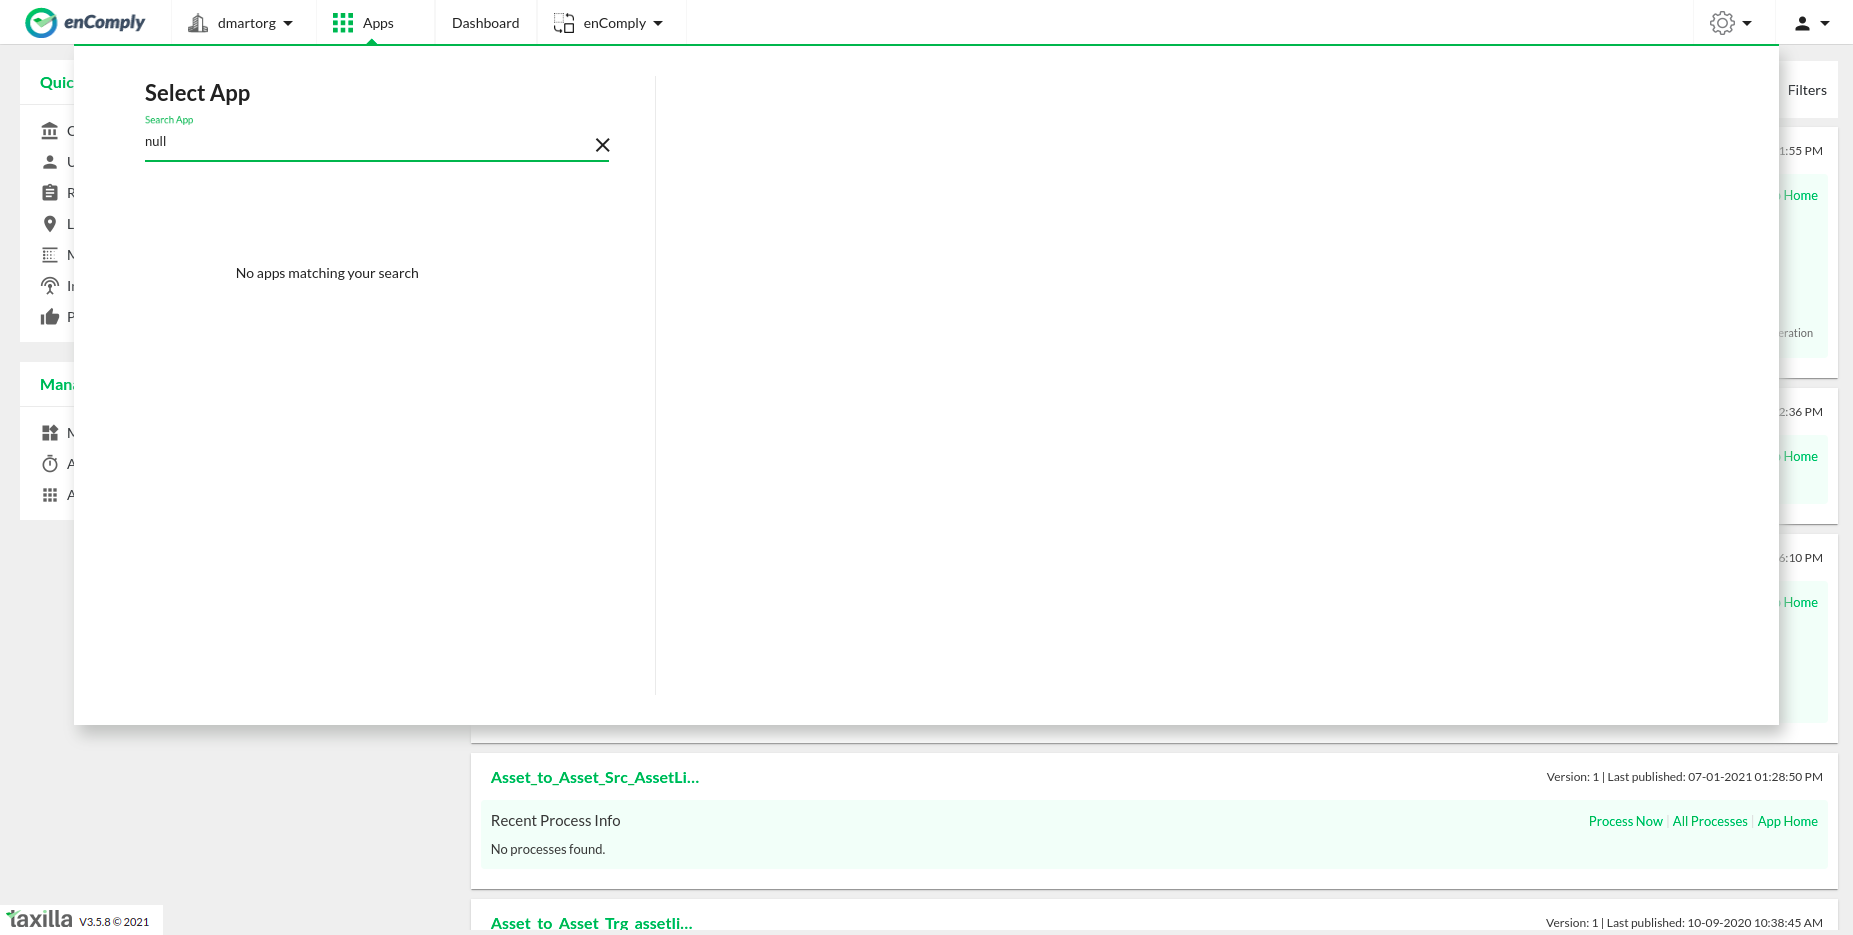 enComply
dmartorg
Apps
Dashboard
enComply
Select App
Search App
null
No apps matching your search
Filters
1:55 PM
Home
eration
2:36 PM
Home
6:10 PM
Home
Asset_to_Asset_Src_AssetLi...
Version: 1 | Last published: 07-01-2021 01:28:50 PM
Recent Process Info
Process Now | All Processes | App Home
No processes found.
Asset_to_Asset_Trg_assetli...
Version: 1 | Last published: 10-09-2020 10:38:45 AM
taxilla V3.5.8 © 2021